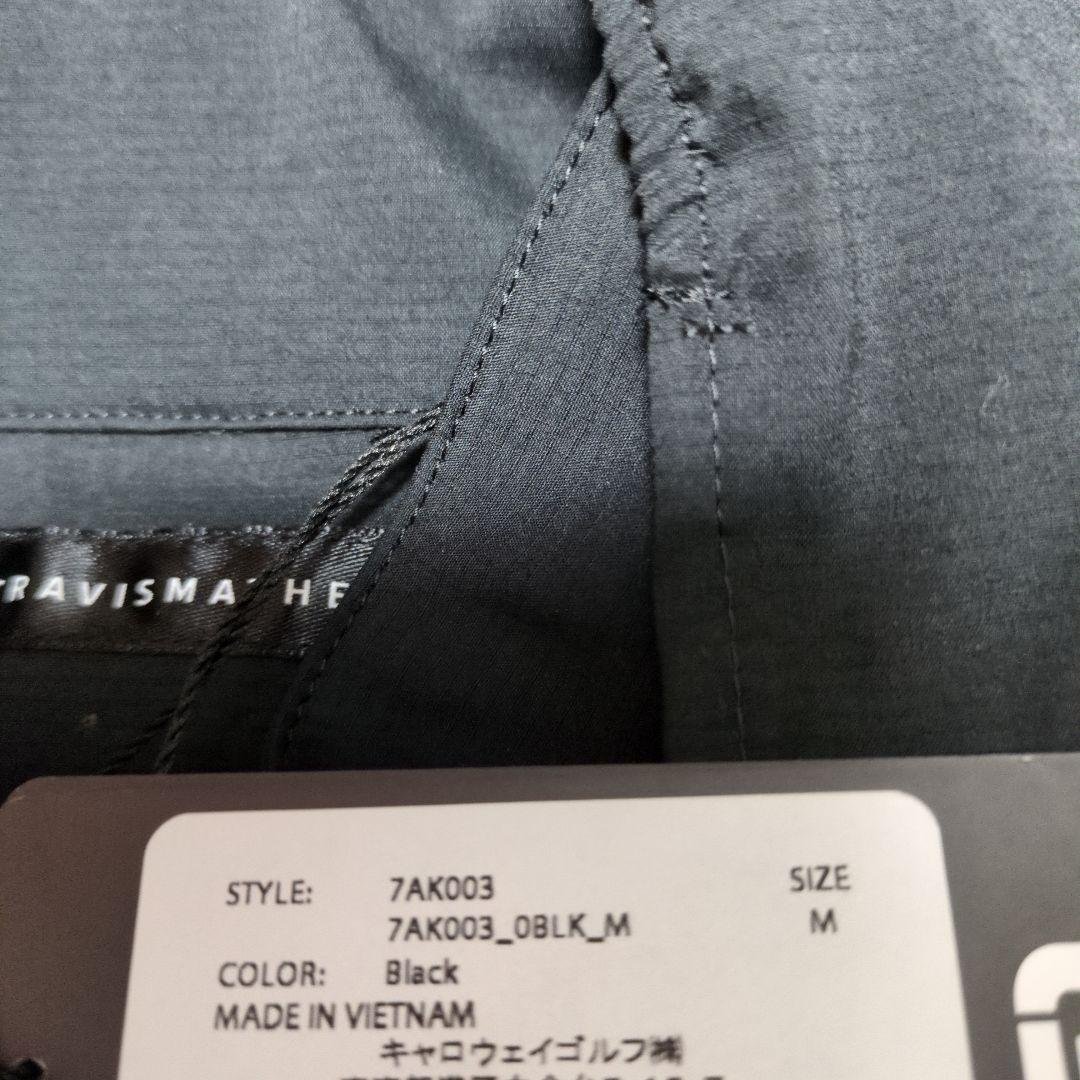 TRAVISMATHE
STYLE: 7AK003 SIZE
7AK003_0BLK_M M
COLOR: Black
MADE IN VIETNAM
キャロウェイゴルフ㈱